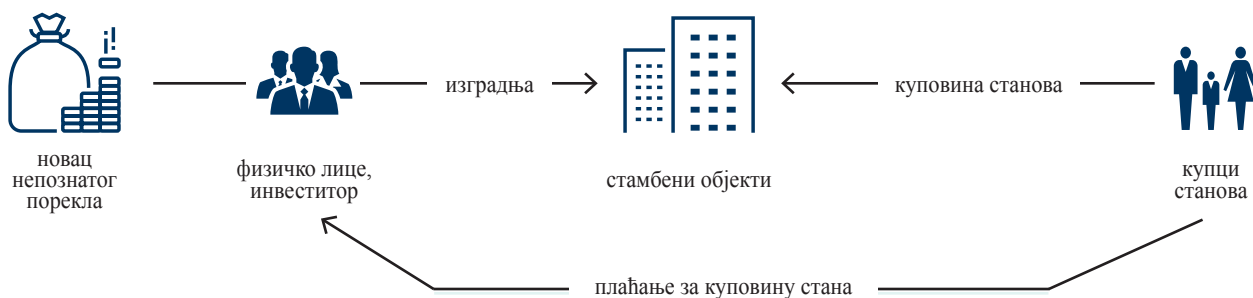 изградња
куповина станова
новац
непознатог
порекла
физичко лице,
инвеститор
стамбени објекти
купци
станова
плаћање за куповину стана